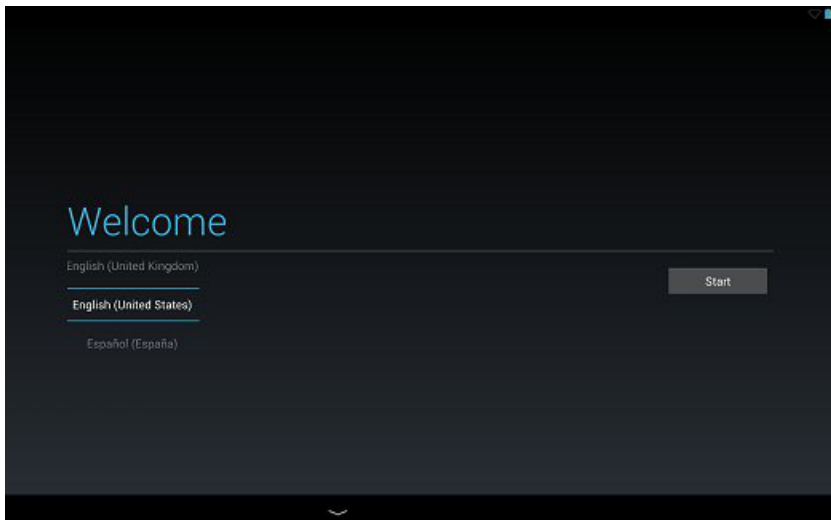 Welcome
English (United Kingdom)
English (United States)
Español (España)
Start